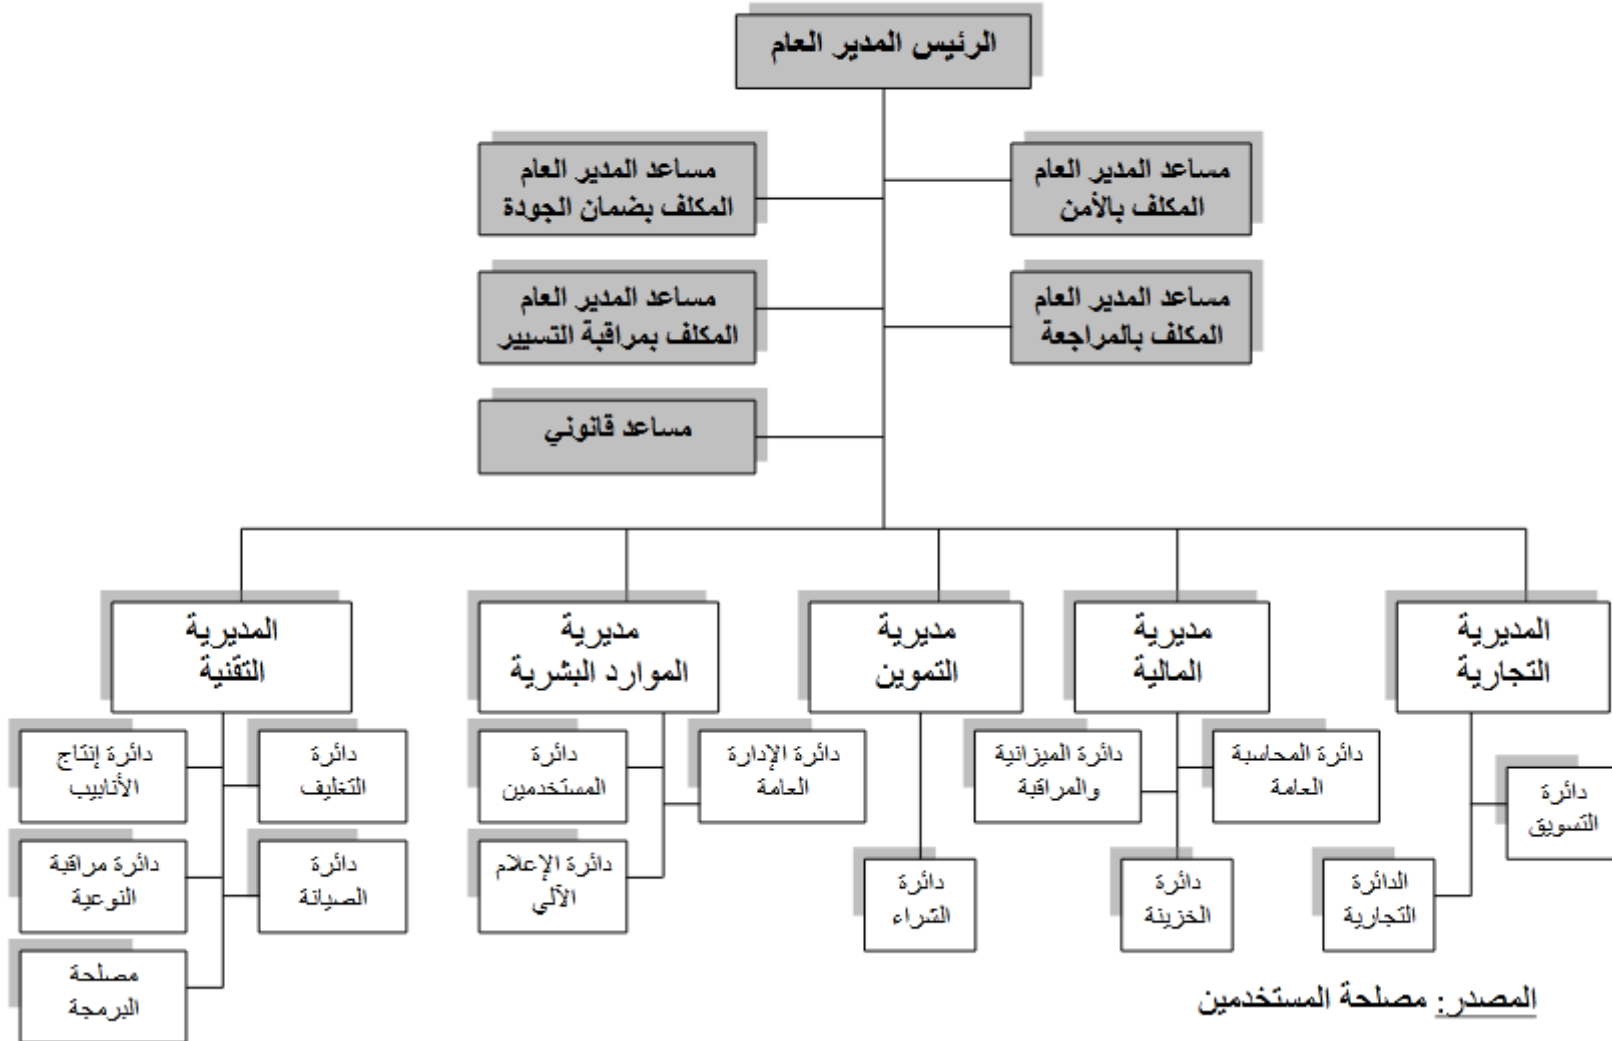 الرئيس المدير العام
مساعد المدير العام
المكلف بالأمن
مساعد المدير العام
المكلف بضمان الجودة
مساعد المدير العام
المكلف بالمراجعة
مساعد المدير العام
المكلف بمراقبة التسيير
مساعد قانوني
المديرية
التجارية
مديرية
المالية
مديرية
التموين
مديرية
الموارد البشرية
المديرية
التقنية
دائرة
التسويق
الدائرة
التجارية
دائرة المحاسبة
العامة
دائرة الميزانية
والمراقبة
دائرة
الخزينة
دائرة
الشراء
دائرة الإدارة
العامة
دائرة
المستخدمين
دائرة الإعلام
الآلي
دائرة
التغليف
دائرة إنتاج
الأنابيب
دائرة
الصيانة
دائرة مراقبة
النوعية
مصلحة
البرمجة
المصدر: مصلحة المستخدمين